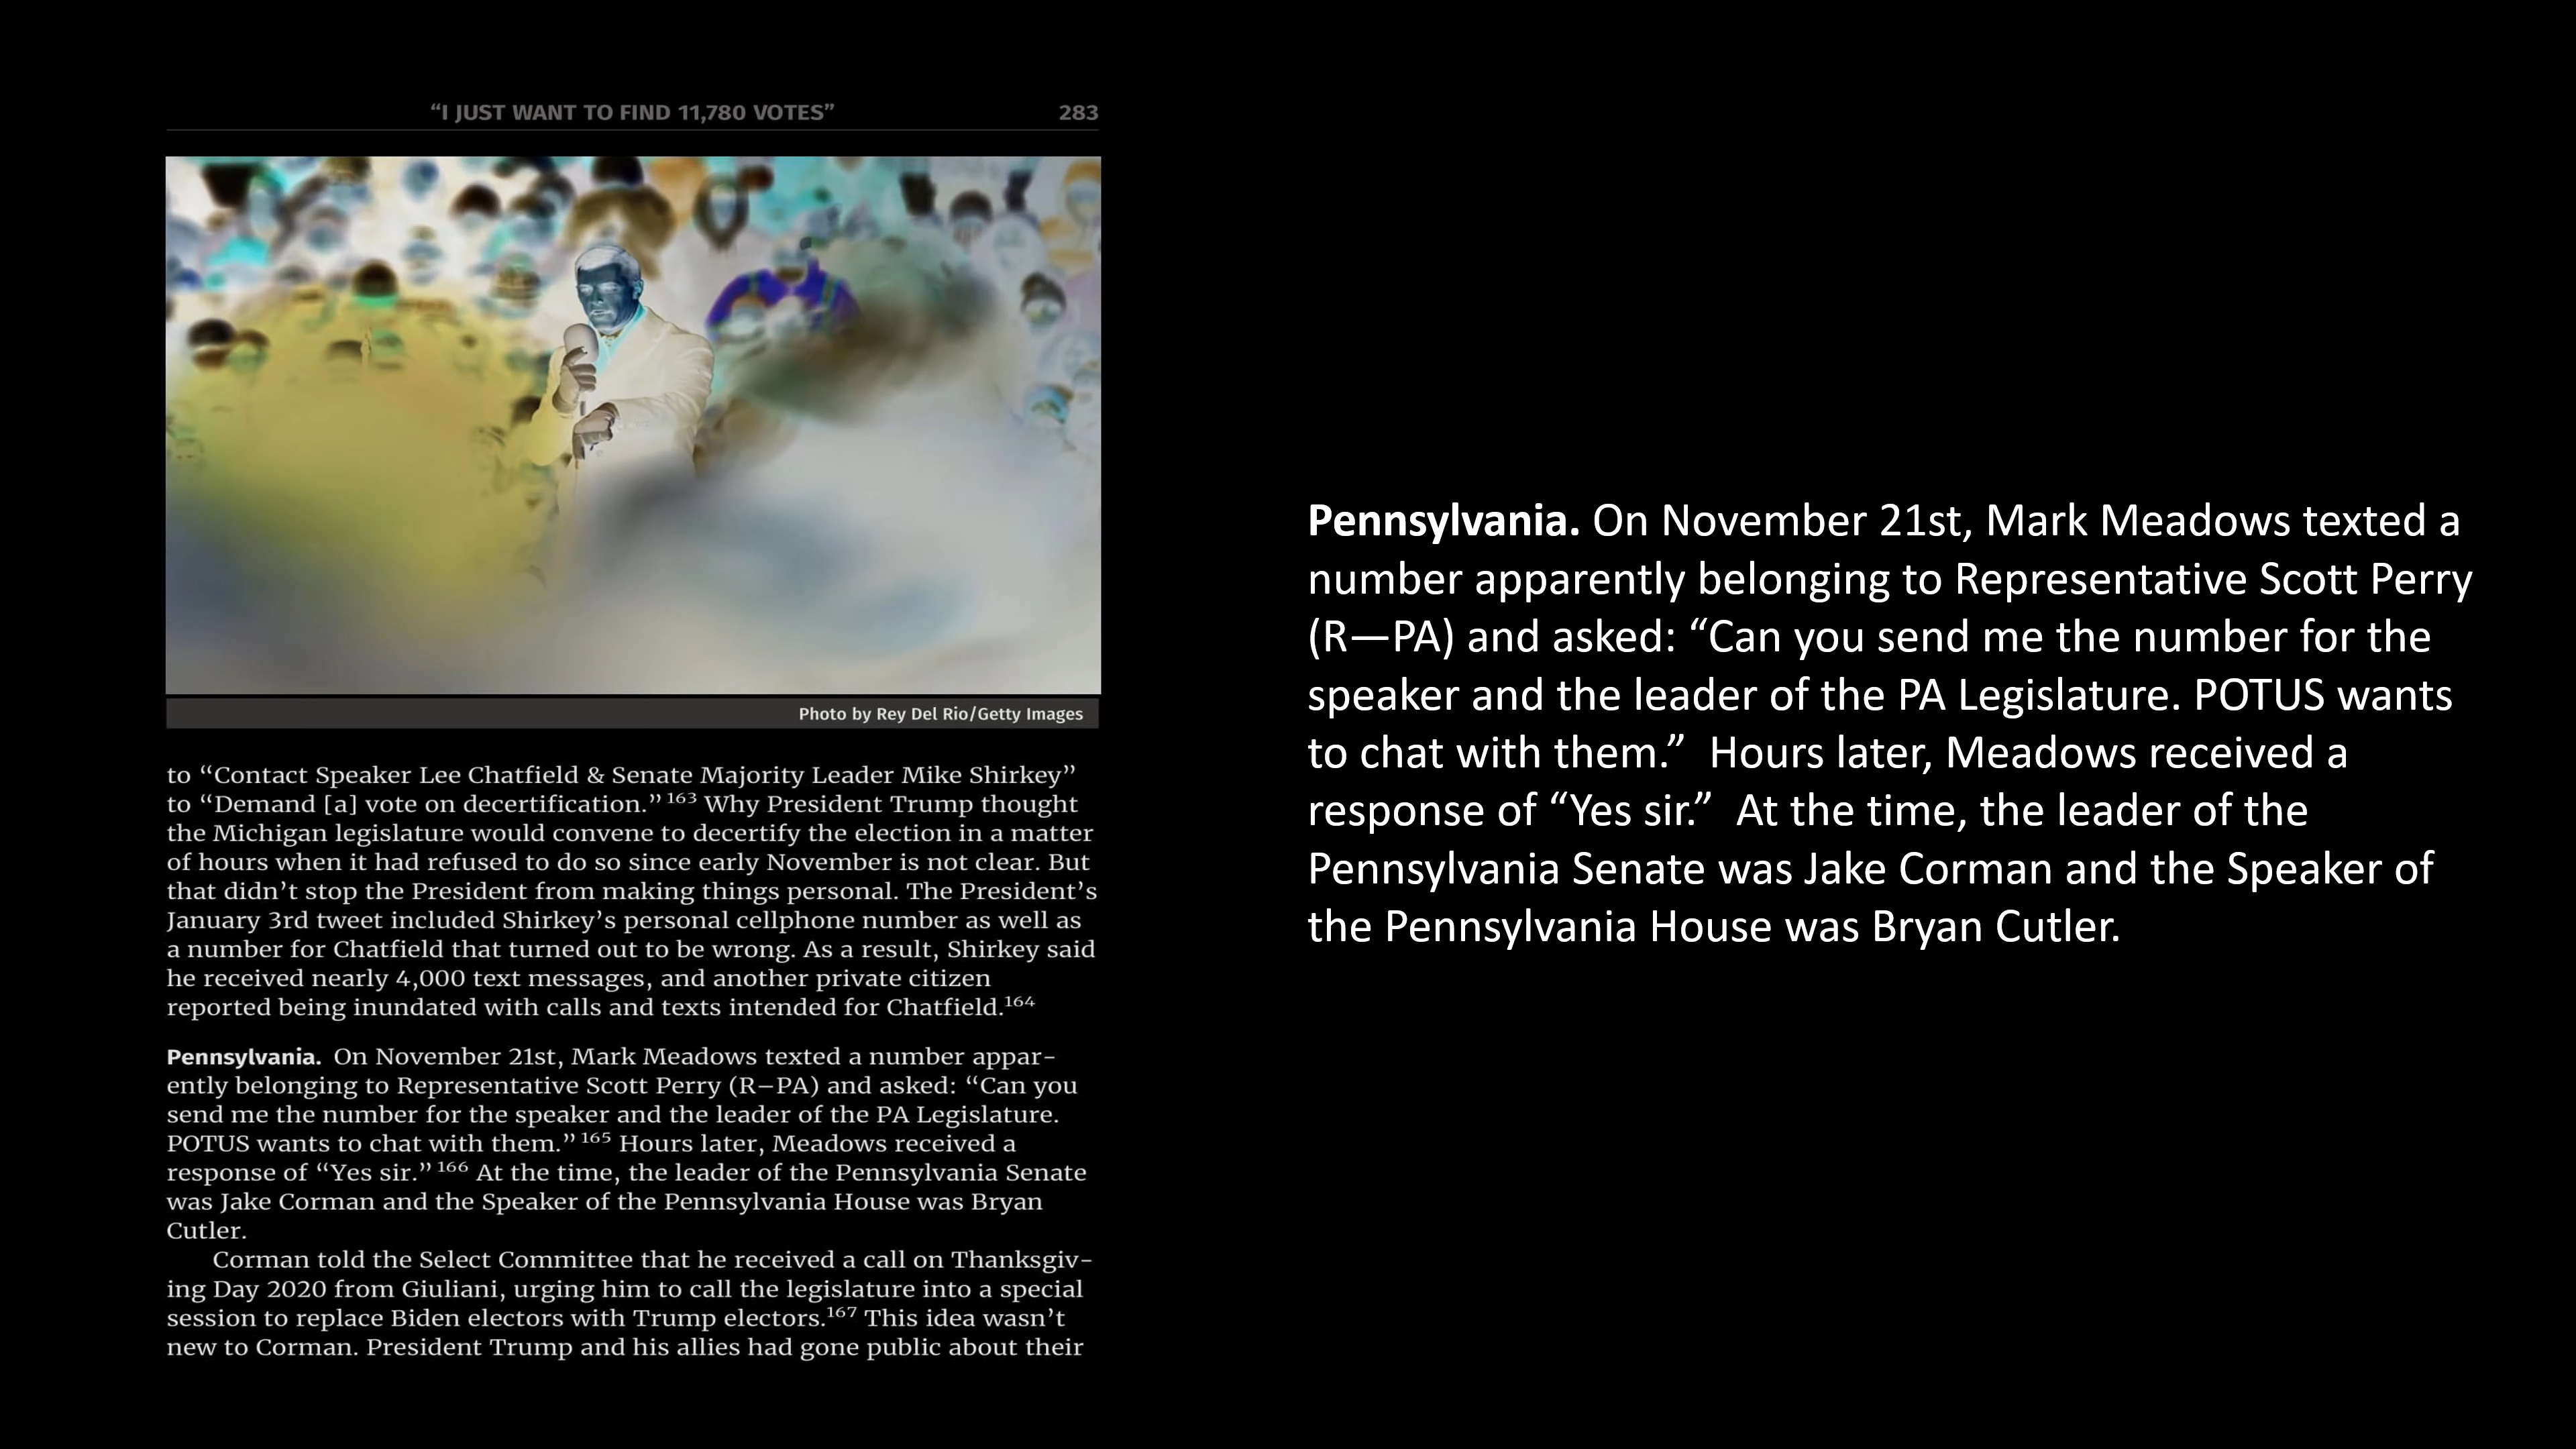 “I JUST WANT TO FIND 11,780 VOTES” 283
Photo by Rey Del Rio/Getty Images
to “Contact Speaker Lee Chatfield & Senate Majority Leader Mike Shirkey”
to “Demand [a] vote on decertification.”163 Why President Trump thought
the Michigan legislature would convene to decertify the election in a matter
of hours when it had refused to do so since early November is not clear. But
that didn’t stop the President from making things personal. The President’s
January 3rd tweet included Shirkey’s personal cellphone number as well as
a number for Chatfield that turned out to be wrong. As a result, Shirkey said
he received nearly 4,000 text messages, and another private citizen
reported being inundated with calls and texts intended for Chatfield.164
Pennsylvania. On November 21st, Mark Meadows texted a number appar-
ently belonging to Representative Scott Perry (R–PA) and asked: “Can you
send me the number for the speaker and the leader of the PA Legislature.
POTUS wants to chat with them.”165 Hours later, Meadows received a
response of “Yes sir.”166 At the time, the leader of the Pennsylvania Senate
was Jake Corman and the Speaker of the Pennsylvania House was Bryan
Cutler.
Corman told the Select Committee that he received a call on Thanksgiv-
ing Day 2020 from Giuliani, urging him to call the legislature into a special
session to replace Biden electors with Trump electors.167 This idea wasn’t
new to Corman. President Trump and his allies had gone public about their
Pennsylvania. On November 21st, Mark Meadows texted a
number apparently belonging to Representative Scott Perry
(R—PA) and asked: “Can you send me the number for the
speaker and the leader of the PA Legislature. POTUS wants
to chat with them.”  Hours later, Meadows received a
response of “Yes sir.”  At the time, the leader of the
Pennsylvania Senate was Jake Corman and the Speaker of
the Pennsylvania House was Bryan Cutler.